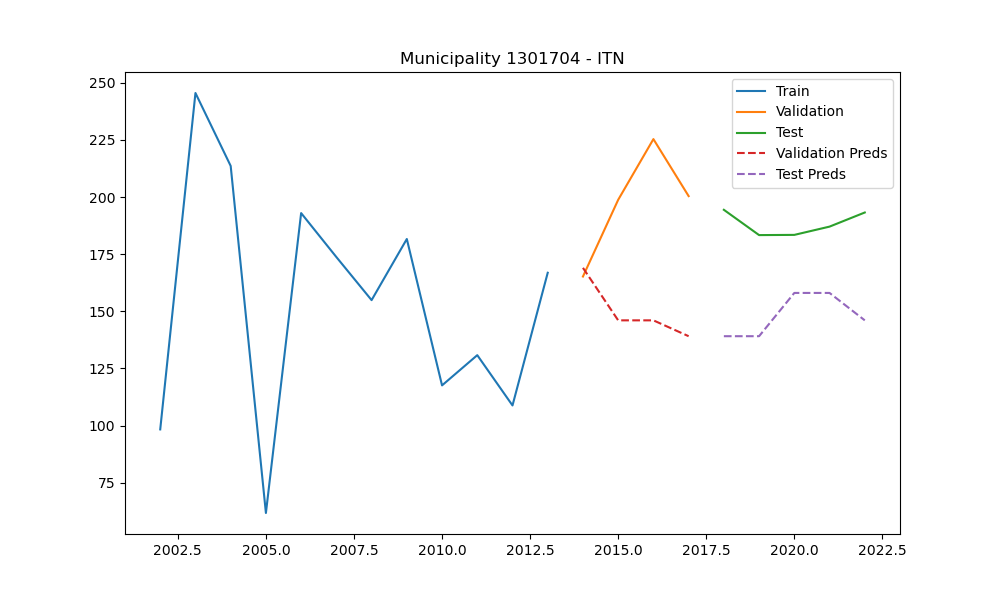 Municipality 1301704 - ITN
250
225
200
175
150
125
100
75
Train
Validation
Test
Validation Preds
Test Preds
2002.5 2005.0 2007.5 2010.0 2012.5 2015.0 2017.5 2020.0 2022.5